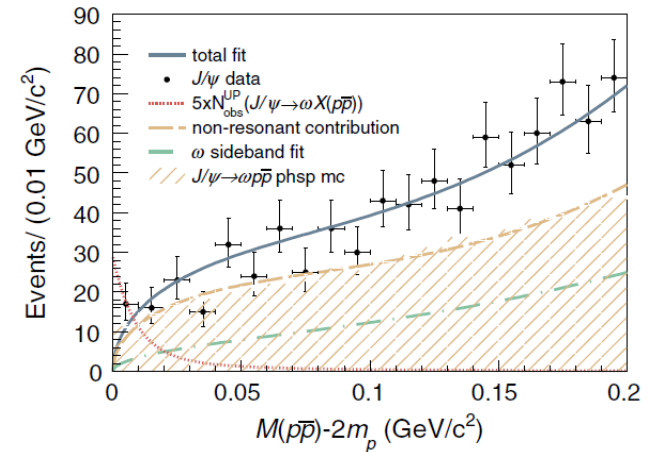 90
80
70
60
50
40
30
20
10
0
Events/ (0.01 GeV/c²)
total fit
J/ψ data
5xN^UP_obs(J/ψ→ωX(pp̅))
non-resonant contribution
ω sideband fit
J/ψ→ωpp̅ phsp mc
0 0.05 0.1 0.15 0.2
M(pp̅)-2m_p (GeV/c²)